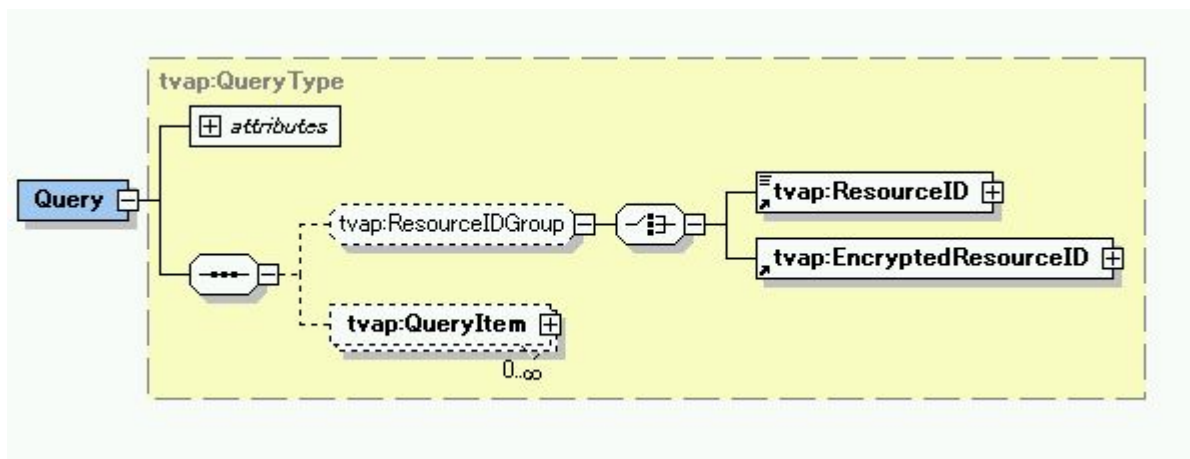 tvap:QueryType
attributes
Query
tvap:ResourceIDGroup
tvap:ResourceID
tvap:EncryptedResourceID
tvap:QueryItem
0..∞